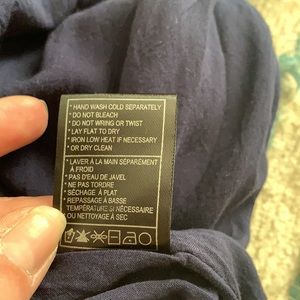 * HAND WASH COLD SEPARATELY
* DO NOT BLEACH
* DO NOT WRING OR TWIST
* LAY FLAT TO DRY
* IRON LOW HEAT IF NECESSARY
* OR DRY CLEAN
* LAVER À LA MAIN SÉPAREMENT
À FROID
* PAS D'EAU DE JAVEL
* NE PAS TORDRE
* SÉCHAGE À PLAT
* REPASSAGE À BASSE
TEMPÉRATURE SI NÉCESSAIRE
OU NETTOYAGE À SEC